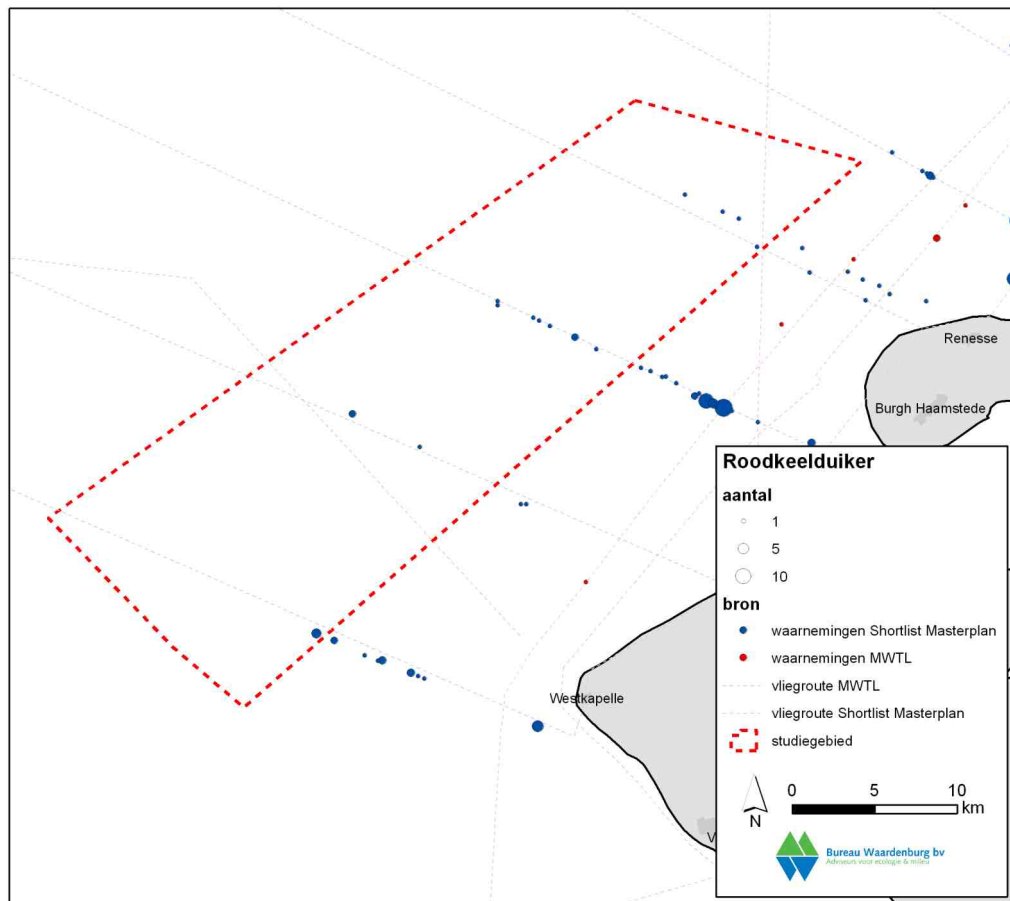 Renesse
Burgh Haamstede
Westkapelle
V
Roodkeelduiker
aantal
1
5
10
bron
waarnemingen Shortlist Masterplan
waarnemingen MWTL
vliegroute MWTL
vliegroute Shortlist Masterplan
studiegebied
0 5 10
km
N
Bureau Waardenburg bv
Adviseurs voor ecologie & milieu